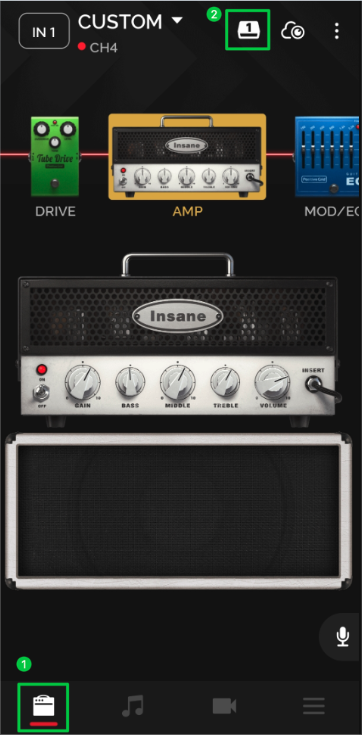 2
IN 1
CUSTOM
1
CH4
Tube Drive
Insane
DRIVE
AMP
MOD/EQ
Insane
ON
OFF
GAIN
BASS
MIDDLE
TREBLE
VOLUME
INSERT
1